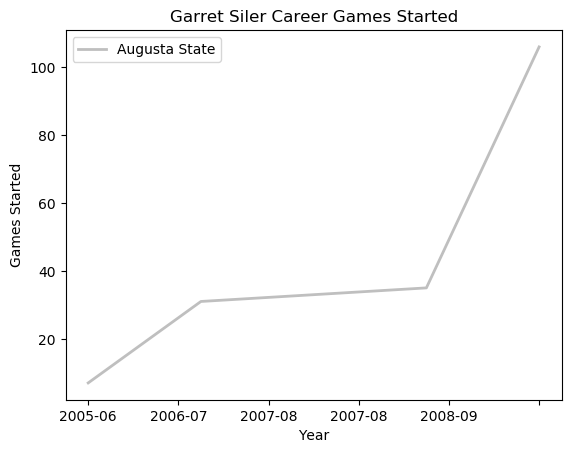 Garret Siler Career Games Started
Augusta State
100
80
60
40
20
Games Started
2005-06 2006-07 2007-08 2007-08 2008-09
Year